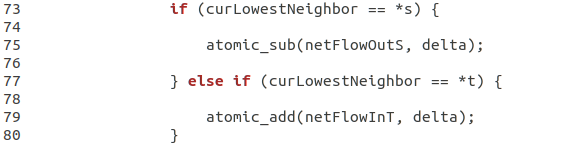 73 if (curLowestNeighbor == *s) {
74
75 atomic_sub(netFlowOutS, delta);
76
77 } else if (curLowestNeighbor == *t) {
78
79 atomic_add(netFlowInT, delta);
80 }